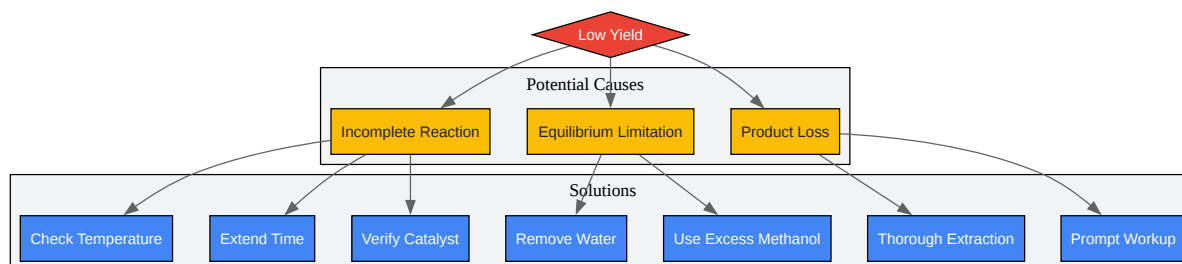 Low Yield
Potential Causes
Incomplete Reaction
Equilibrium Limitation
Product Loss
Solutions
Check Temperature
Extend Time
Verify Catalyst
Remove Water
Use Excess Methanol
Thorough Extraction
Prompt Workup